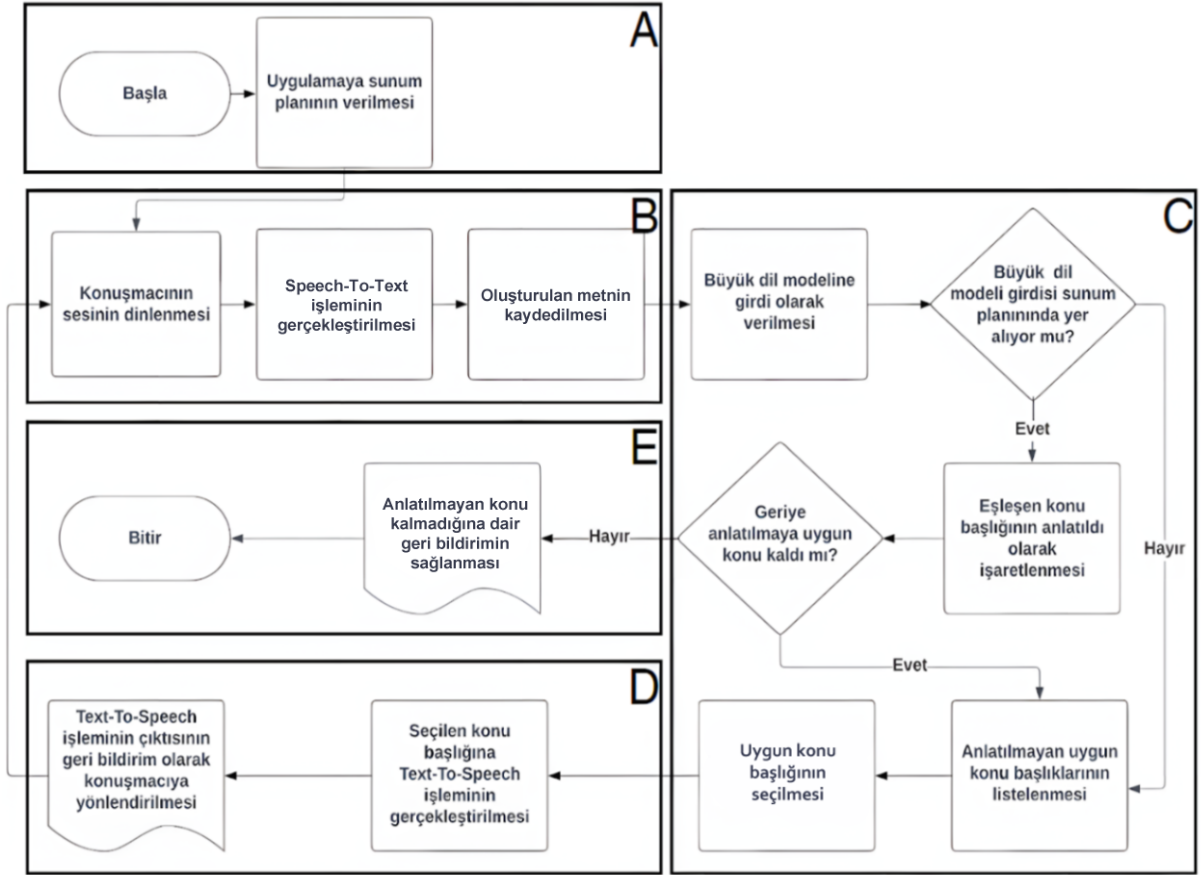 A
Başla
Uygulamaya sunum
planının verilmesi
B
Konuşmacının
sesinin dinlenmesi
Speech-To-Text
işleminin
gerçekleştirilmesi
Oluşturulan metnin
kaydedilmesi
C
Büyük dil modeline
girdi olarak
verilmesi
Büyük dil
modeli girdisi sunum
planınında yer
alıyor mu?
Evet
Hayır
Eşleşen konu
başlığının anlatıldı
olarak
işaretlenmesi
Geriye
anlatılmaya uygun
konu kaldı mı?
Hayır
Evet
E
Anlatılmayan konu
kalmadığına dair
geri bildirimin
sağlanması
Bitir
Anlatılmayan uygun
konu başlıklarının
listelenmesi
Uygun konu
başlığının
seçilmesi
D
Seçilen konu
başlığına
Text-To-Speech
işleminin
gerçekleştirilmesi
Text-To-Speech
işleminin çıktısının
geri bildirim olarak
konuşmacıya
yönlendirilmesi